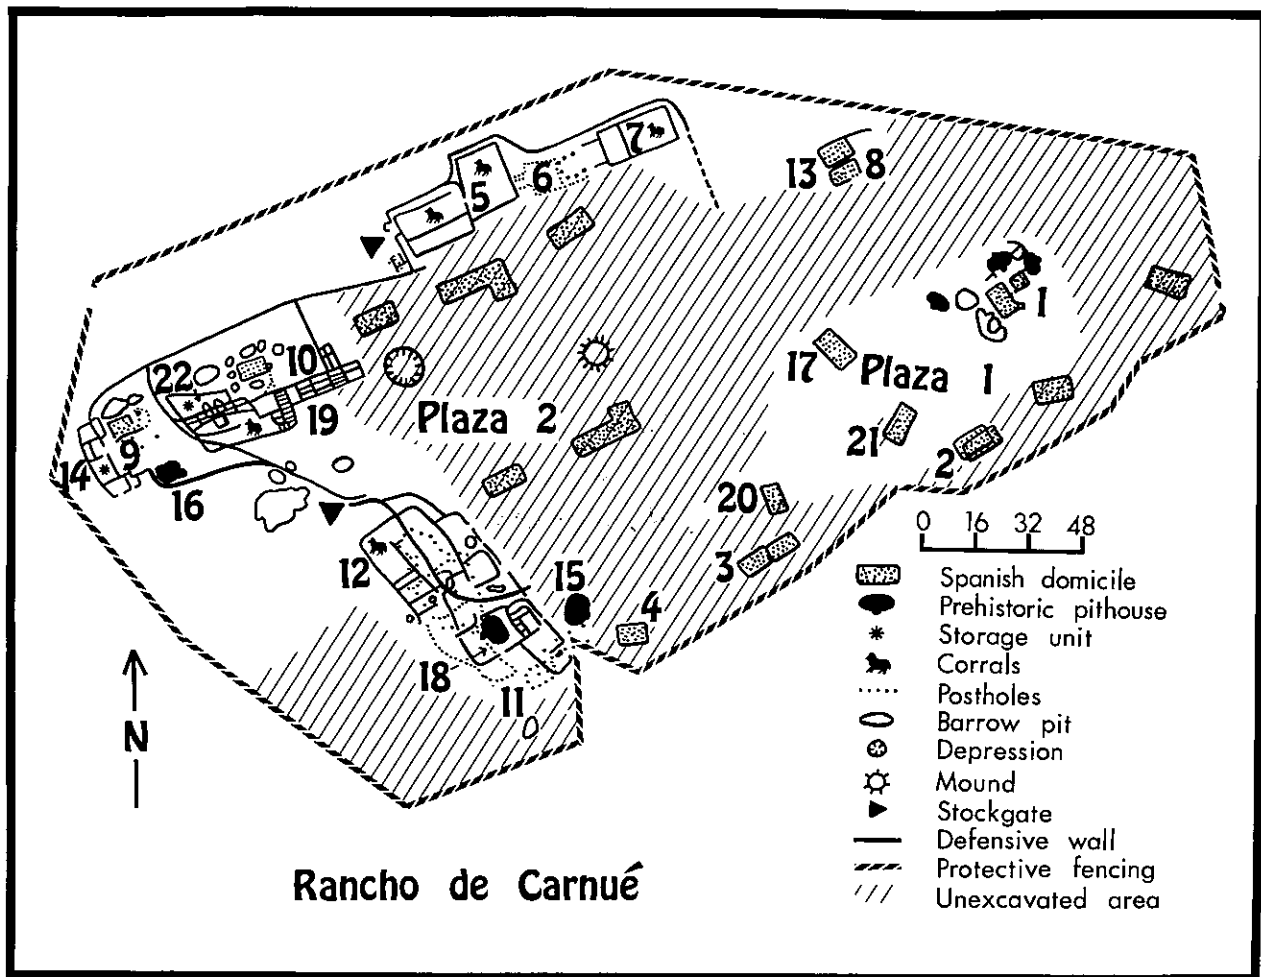 7
13 8
6
5
1
10
22
17
Plaza 1
19
Plaza 2
21
9
2
14
16
20
12
3
15
4
18
11
0 16 32 48
Spanish domicile
Prehistoric pithouse
Storage unit
Corrals
Postholes
Barrow pit
Depression
Mound
Stockgate
Defensive wall
Protective fencing
Unexcavated area
N
Rancho de Carnué